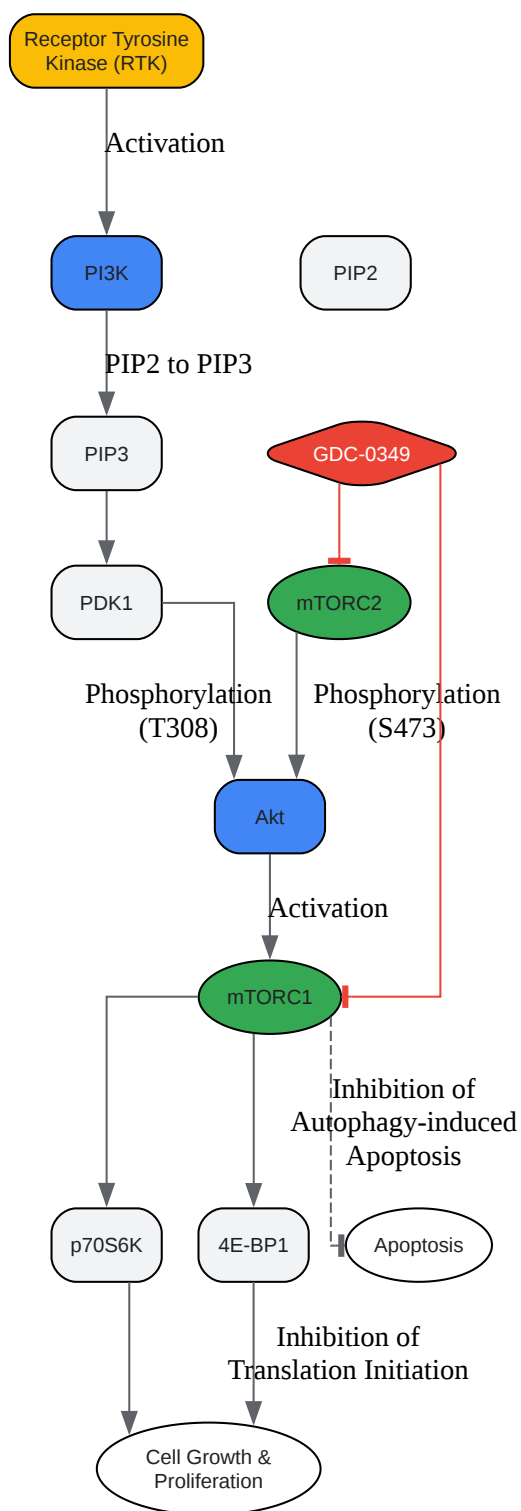 Receptor Tyrosine
Kinase (RTK)
Activation
PI3K
PIP2
PIP2 to PIP3
PIP3
GDC-0349
PDK1
mTORC2
Phosphorylation
(T308)
Phosphorylation
(S473)
Akt
Activation
mTORC1
Inhibition of
Autophagy-induced
Apoptosis
p70S6K
4E-BP1
Apoptosis
Inhibition of
Translation Initiation
Cell Growth &
Proliferation